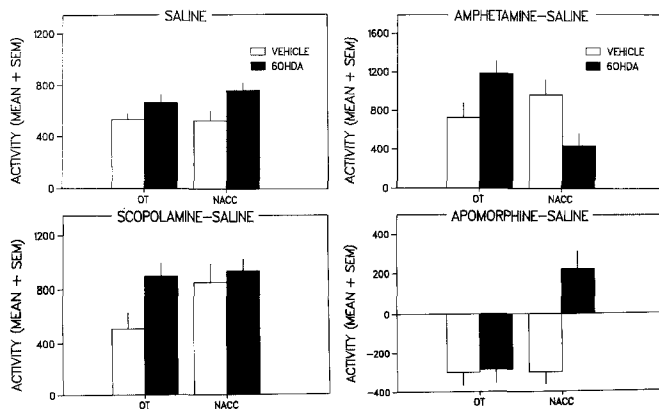 SALINE
ACTIVITY (MEAN + SEM)
1200
800
400
0
VEHICLE
6OHDA
OT NACC
AMPHETAMINE-SALINE
ACTIVITY (MEAN + SEM)
1600
1200
800
400
0
VEHICLE
6OHDA
OT NACC
SCOPOLAMINE-SALINE
ACTIVITY (MEAN + SEM)
1200
800
400
0
OT NACC
APOMORPHINE-SALINE
ACTIVITY (MEAN + SEM)
400
200
0
-200
-400
OT NACC